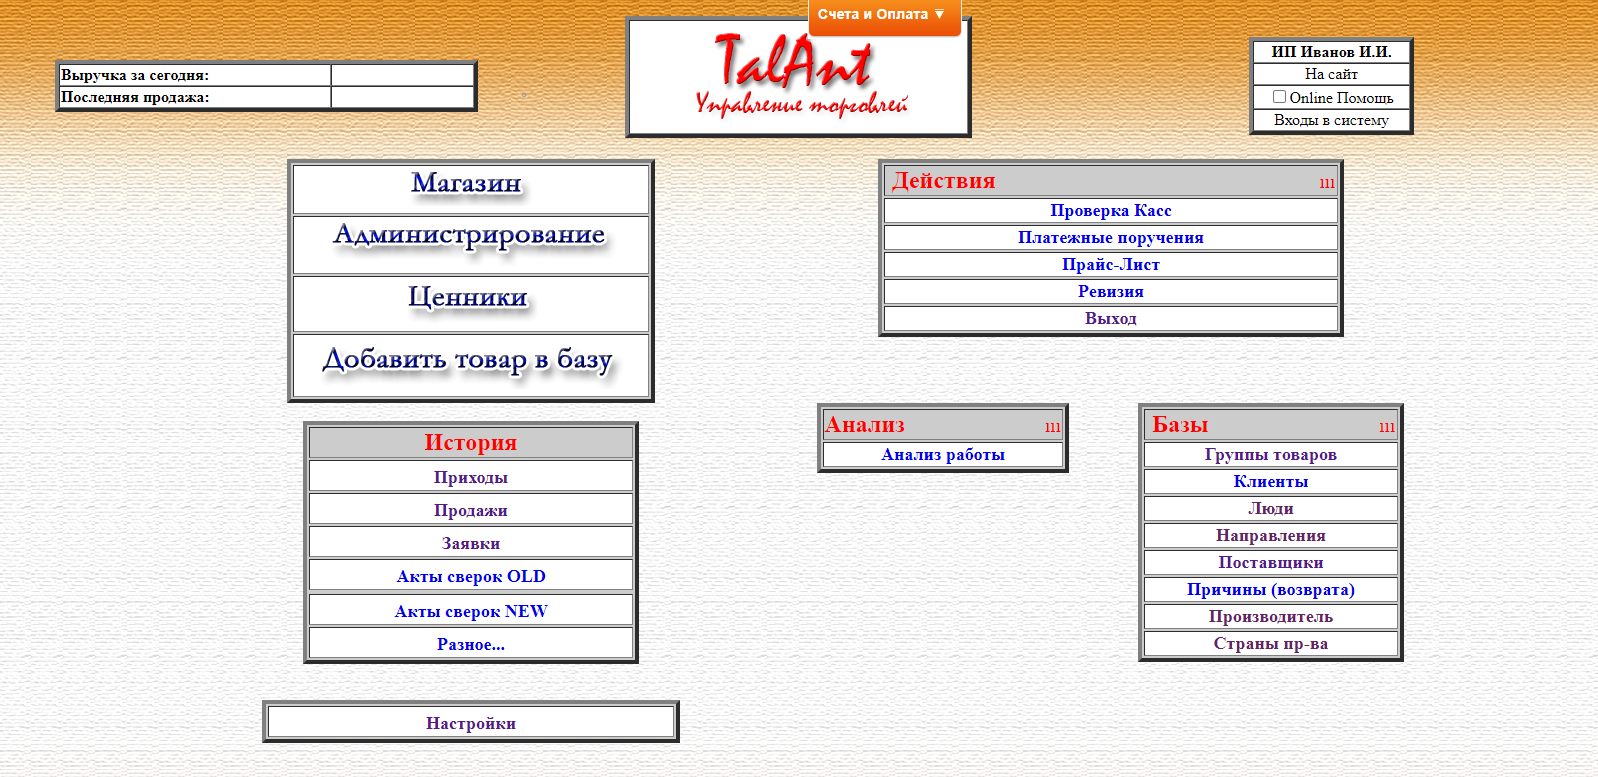 Счета и Оплата ▼
TalAnt
Управление торговлей
Выручка за сегодня:
Последняя продажа:
ИП Иванов И.И.
На сайт
Online Помощь
Входы в систему
Магазин
Администрирование
Ценники
Добавить товар в базу
Действия
111
Проверка Касс
Платежные поручения
Прайс-Лист
Ревизия
Выход
История
Приходы
Продажи
Заявки
Акты сверок OLD
Акты сверок NEW
Разное...
Анализ
111
Анализ работы
Базы
111
Группы товаров
Клиенты
Люди
Направления
Поставщики
Причины (возврата)
Производитель
Страны пр-ва
Настройки